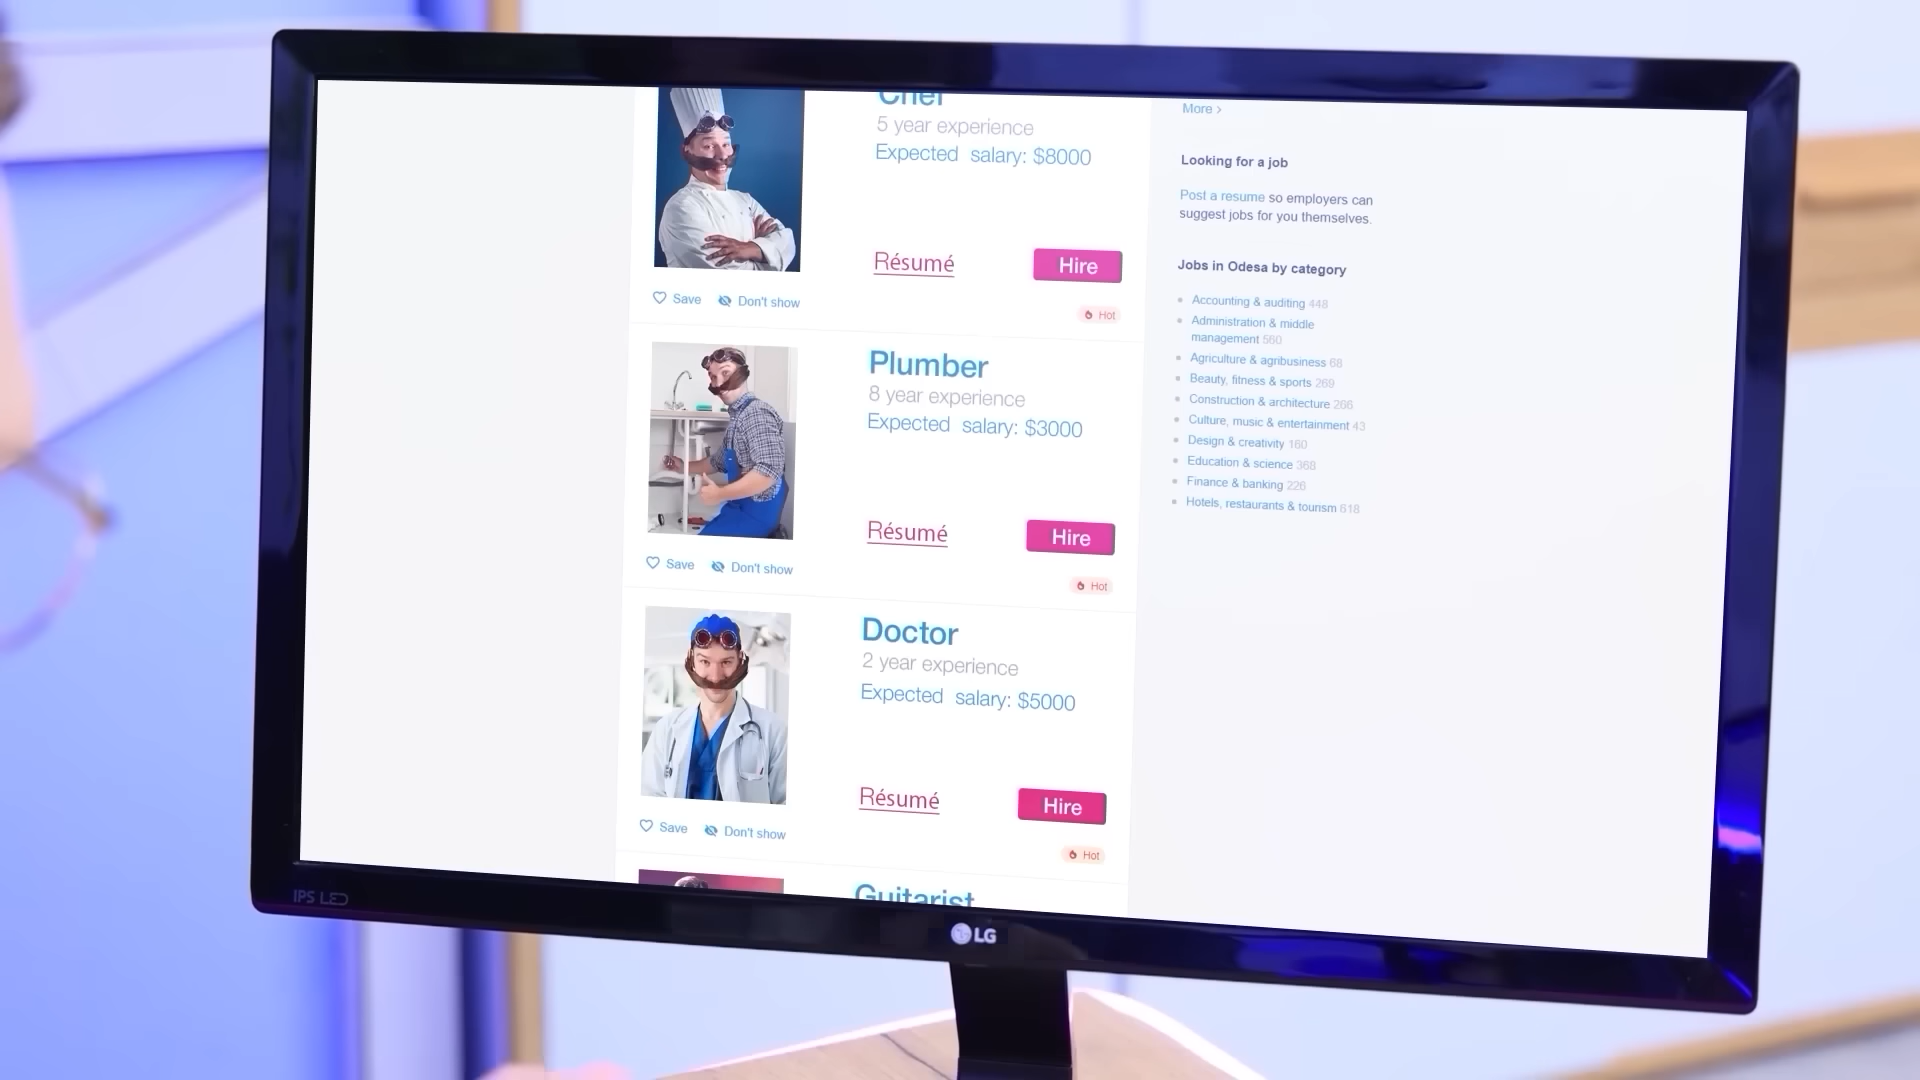 Chef
5 year experience
Expected salary: $8000
Résumé
Hire
Save
Don't show
Hot
Plumber
8 year experience
Expected salary: $3000
Résumé
Hire
Save
Don't show
Hot
Doctor
2 year experience
Expected salary: $5000
Résumé
Hire
Save
Don't show
Hot
Guitarist
More >
Looking for a job
Post a resume so employers can
suggest jobs for you themselves.
Jobs in Odesa by category
Accounting & auditing 448
Administration & middle
management 560
Agriculture & agribusiness 68
Beauty, fitness & sports 269
Construction & architecture 266
Culture, music & entertainment 43
Design & creativity 160
Education & science 368
Finance & banking 226
Hotels, restaurants & tourism 618
IPS LED
LG